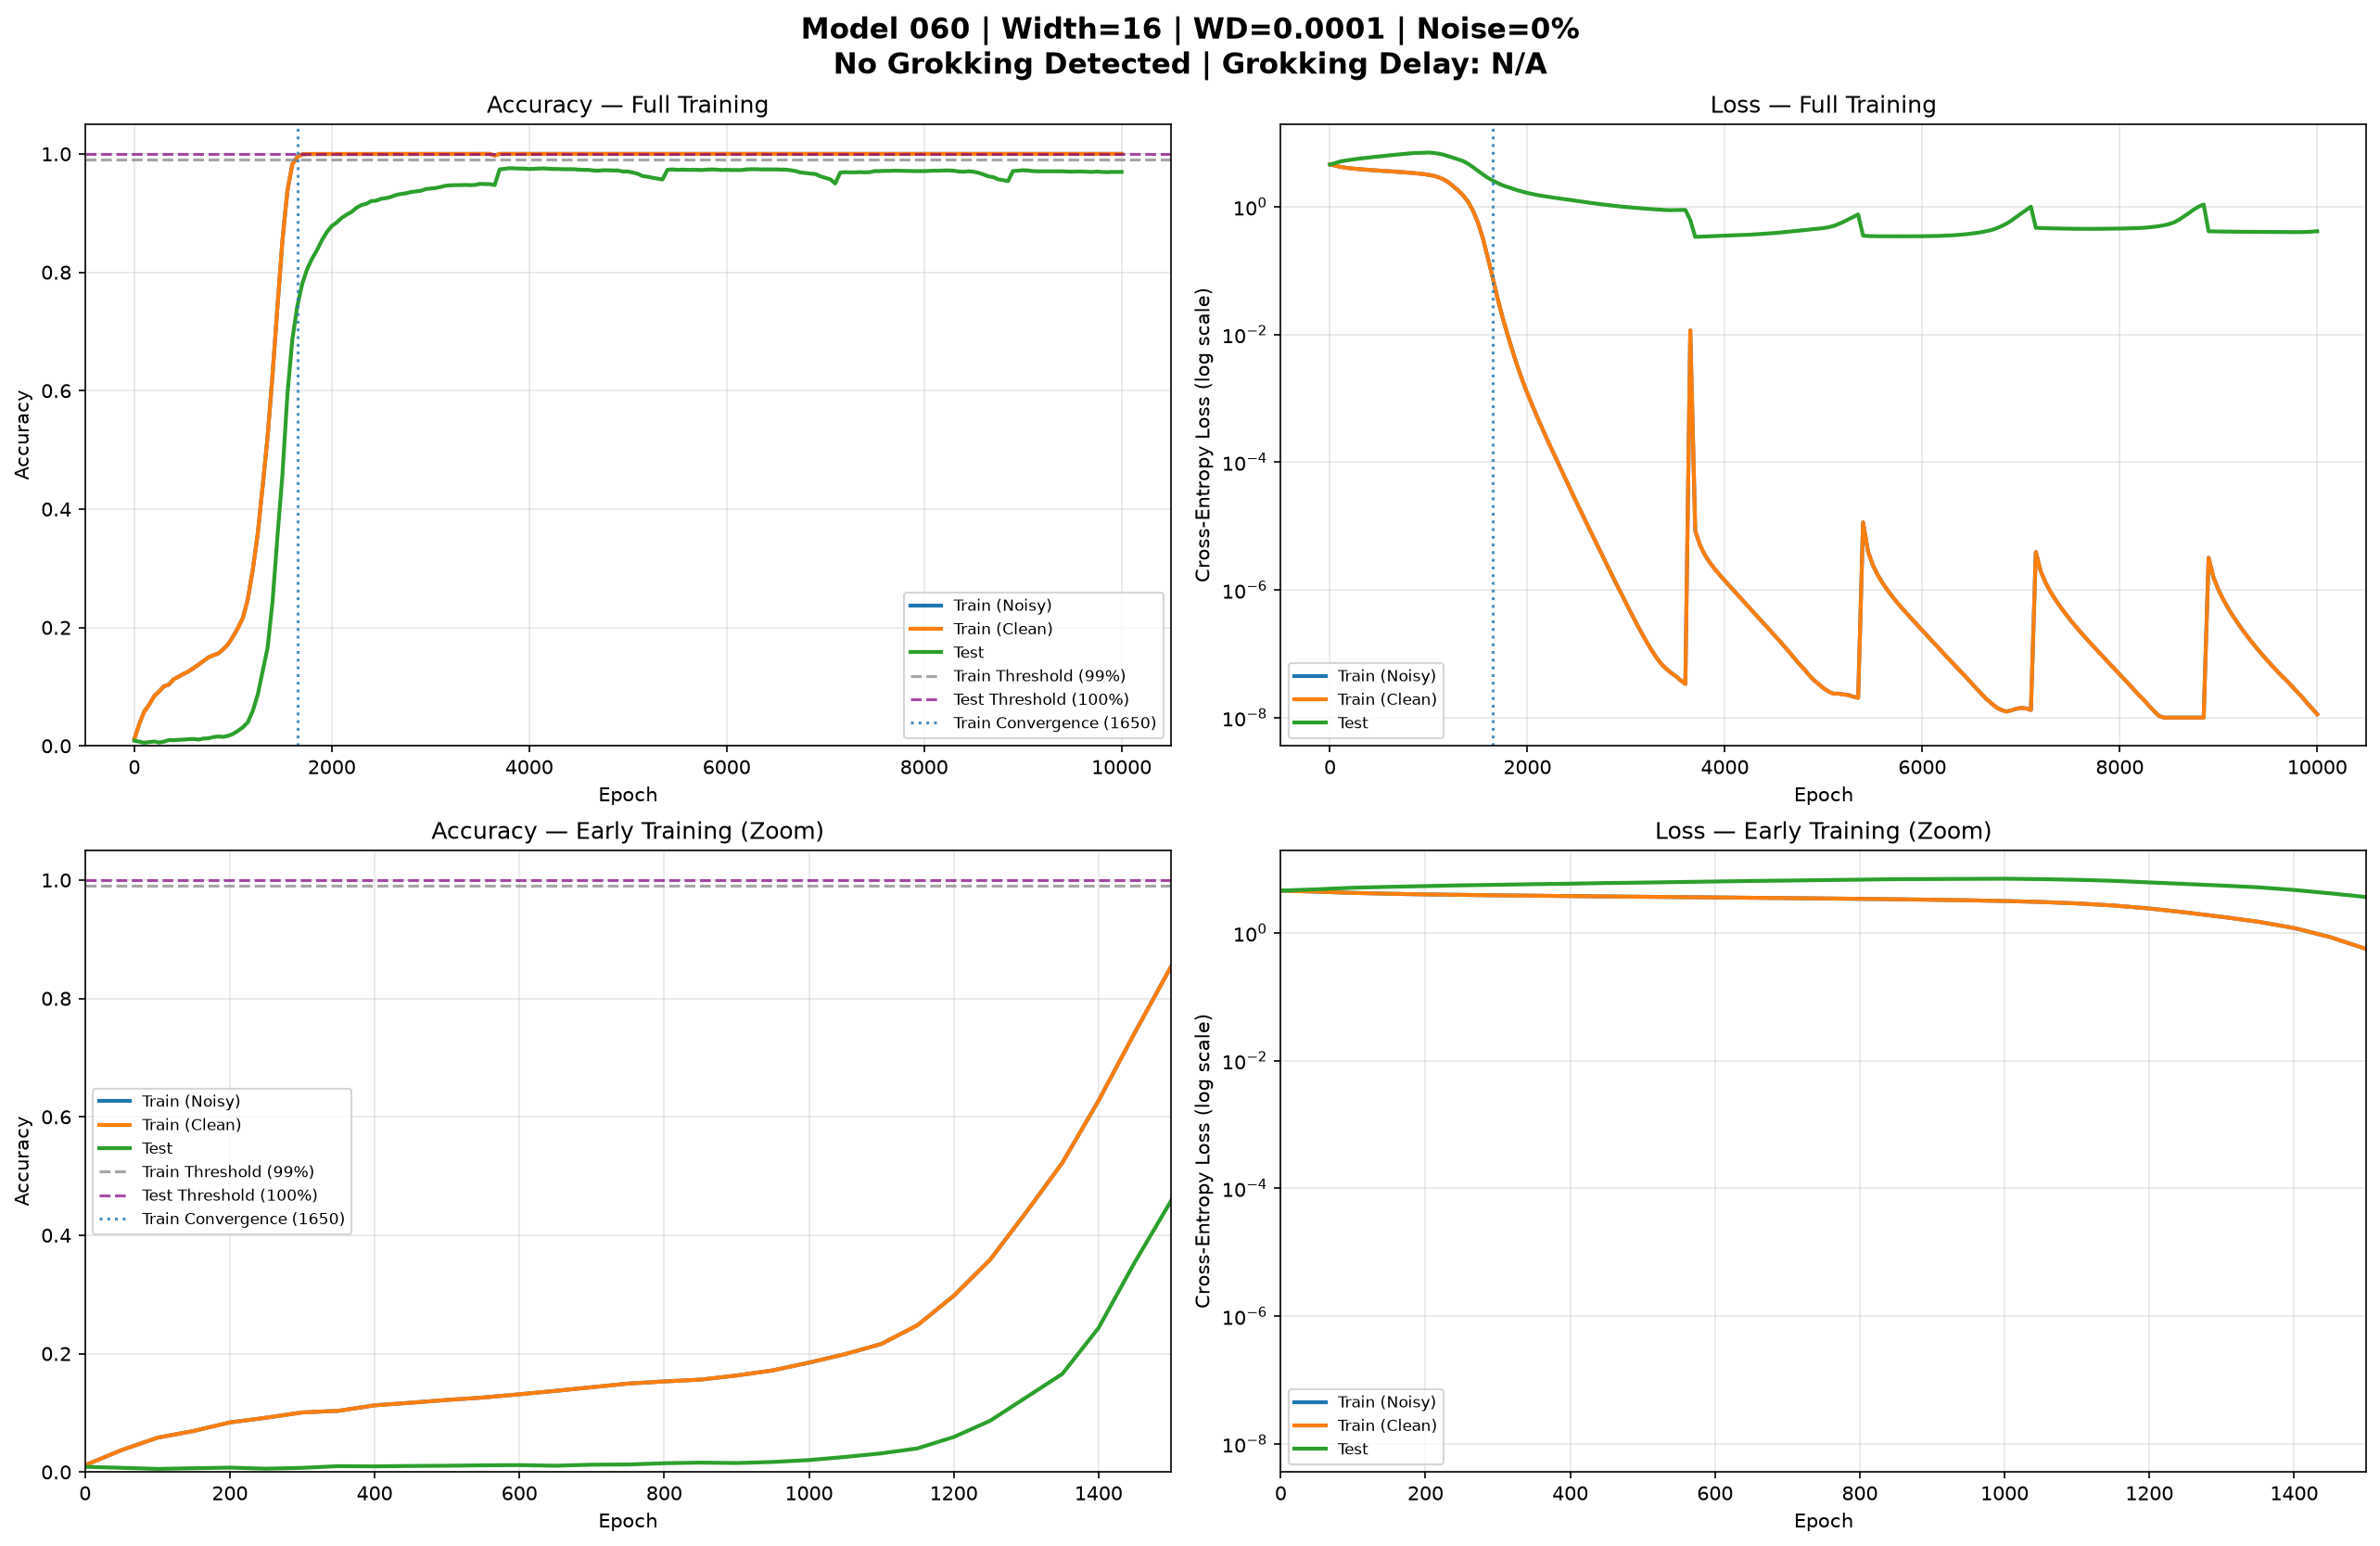 Model 060 | Width=16 | WD=0.0001 | Noise=0%
No Grokking Detected | Grokking Delay: N/A
Accuracy — Full Training
1.0
0.8
0.6
0.4
0.2
0.0
Accuracy
0 2000 4000 6000 8000 10000
Epoch
Train (Noisy)
Train (Clean)
Test
Train Threshold (99%)
Test Threshold (100%)
Train Convergence (1650)
Loss — Full Training
10⁰
10⁻²
10⁻⁴
10⁻⁶
10⁻⁸
Cross-Entropy Loss (log scale)
0 2000 4000 6000 8000 10000
Epoch
Train (Noisy)
Train (Clean)
Test
Accuracy — Early Training (Zoom)
1.0
0.8
0.6
0.4
0.2
0.0
Accuracy
0 200 400 600 800 1000 1200 1400
Epoch
Train (Noisy)
Train (Clean)
Test
Train Threshold (99%)
Test Threshold (100%)
Train Convergence (1650)
Loss — Early Training (Zoom)
10⁰
10⁻²
10⁻⁴
10⁻⁶
10⁻⁸
Cross-Entropy Loss (log scale)
0 200 400 600 800 1000 1200 1400
Epoch
Train (Noisy)
Train (Clean)
Test